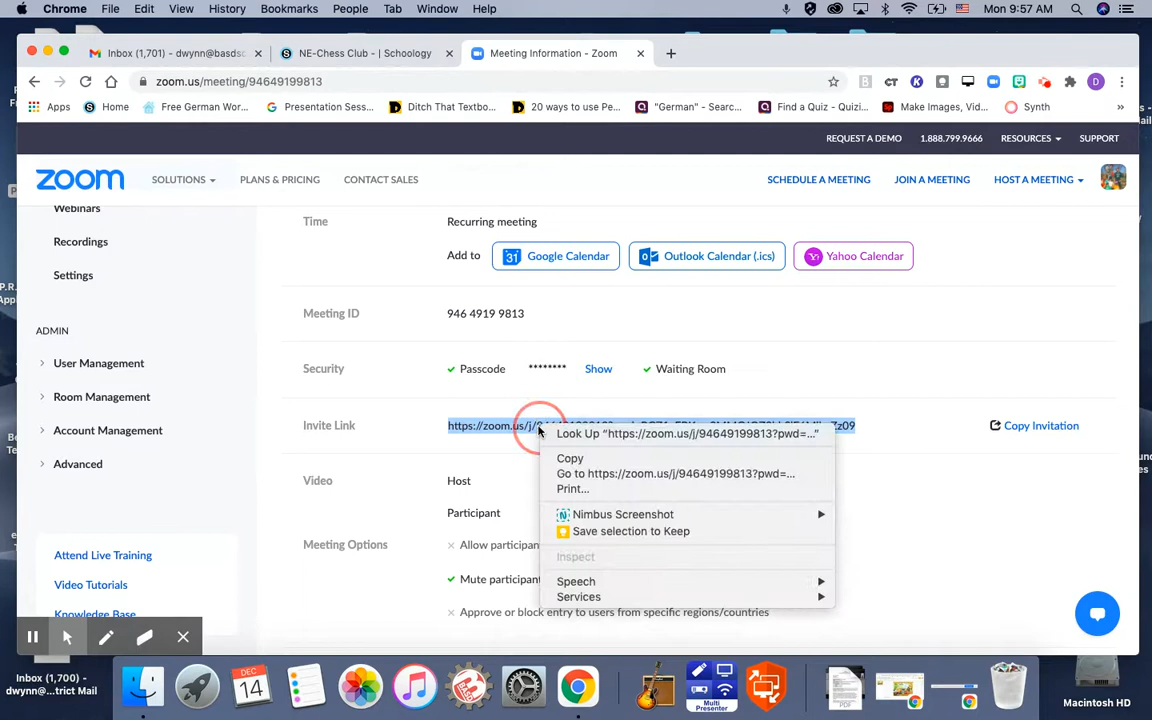 Chrome File Edit View History Bookmarks People Tab Window Help Mon 9:57 AM
Inbox (1,701) - dwynn@basdsc NE-Chess Club - | Schoology Meeting Information - Zoom
zoom.us/meeting/94649199813
Apps Home Free German Wor... Presentation Sess... Ditch That Textbo... 20 ways to use Pe... "German" - Searc... Find a Quiz - Quizi... Make Images, Vid... Synth
REQUEST A DEMO 1.888.799.9666 RESOURCES SUPPORT
zoom SOLUTIONS PLANS & PRICING CONTACT SALES SCHEDULE A MEETING JOIN A MEETING HOST A MEETING
Webinars
Recordings
Settings
ADMIN
User Management
Room Management
Account Management
Advanced
Attend Live Training
Video Tutorials
Knowledge Base
Time Recurring meeting
Add to Google Calendar Outlook Calendar (.ics) Yahoo Calendar
Meeting ID 946 4919 9813
Security Passcode ******** Show Waiting Room
Invite Link https://zoom.us/j/ Zz09 Copy Invitation
Look Up "https://zoom.us/j/94649199813?pwd=..."
Copy
Go to https://zoom.us/j/94649199813?pwd=...
Print...
Nimbus Screenshot
Save selection to Keep
Inspect
Speech
Services
Video Host
Participant
Meeting Options Allow participan
Mute participant
Approve or block entry to users from specific regions/countries
Inbox (1,700) -
dwynn@...trict Mail
DEC
14
Multi
Presenter
PDF
Macintosh HD